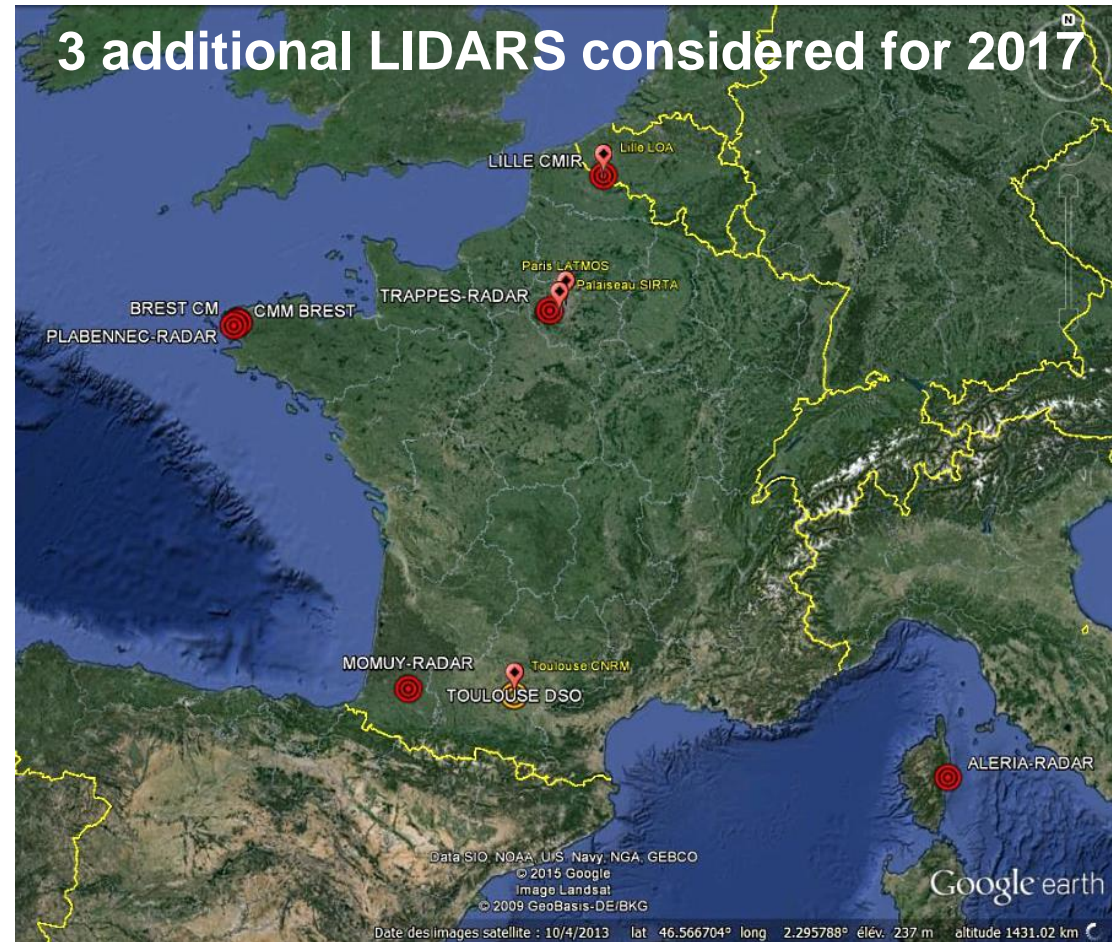 3 additional LIDARS considered for 2017
N
Lille LOA
LILLE CMIR
Paris LATMOS
Palaiseau SIRTA
TRAPPES-RADAR
BREST CM
CMM BREST
PLABENNEC-RADAR
MOMUY-RADAR
Toulouse CNRM
TOULOUSE DSO
ALERIA-RADAR
Data SIO, NOAA, U.S. Navy, NGA, GEBCO
© 2015 Google
Image Landsat
© 2009 GeoBasis-DE/BKG
Google earth
Date des images satellite : 10/4/2013 lat 46.566704° long 2.295788° élév. 237 m altitude 1431.02 km